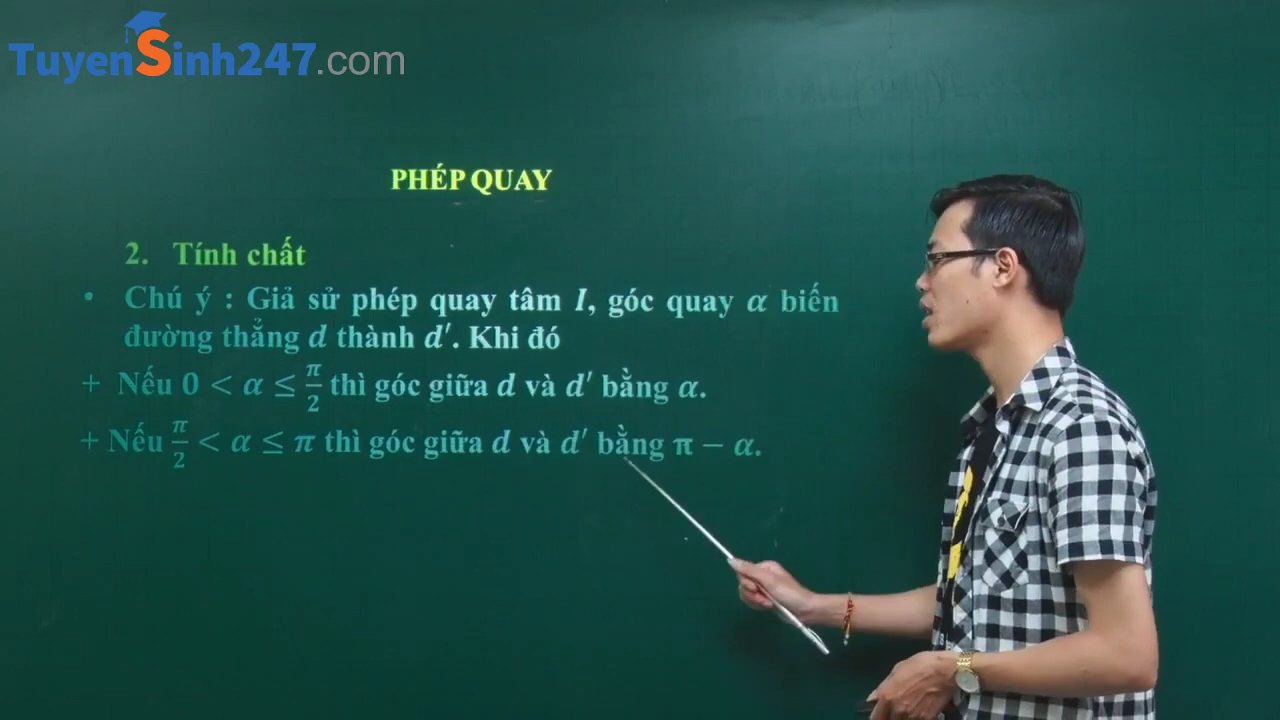 TuyenSinh247.com
PHÉP QUAY
2. Tính chất
• Chú ý : Giả sử phép quay tâm I, góc quay α biến
đường thẳng d thành d′. Khi đó
+ Nếu 0 < α ≤ π/2 thì góc giữa d và d′ bằng α.
+ Nếu π/2 < α ≤ π thì góc giữa d và d′ bằng π − α.